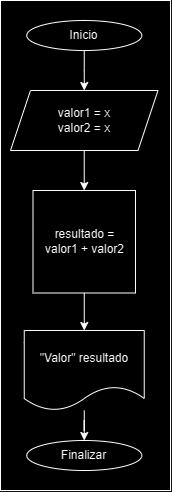 Inicio
valor1 = x
valor2 = x
resultado =
valor1 + valor2
"Valor" resultado
Finalizar